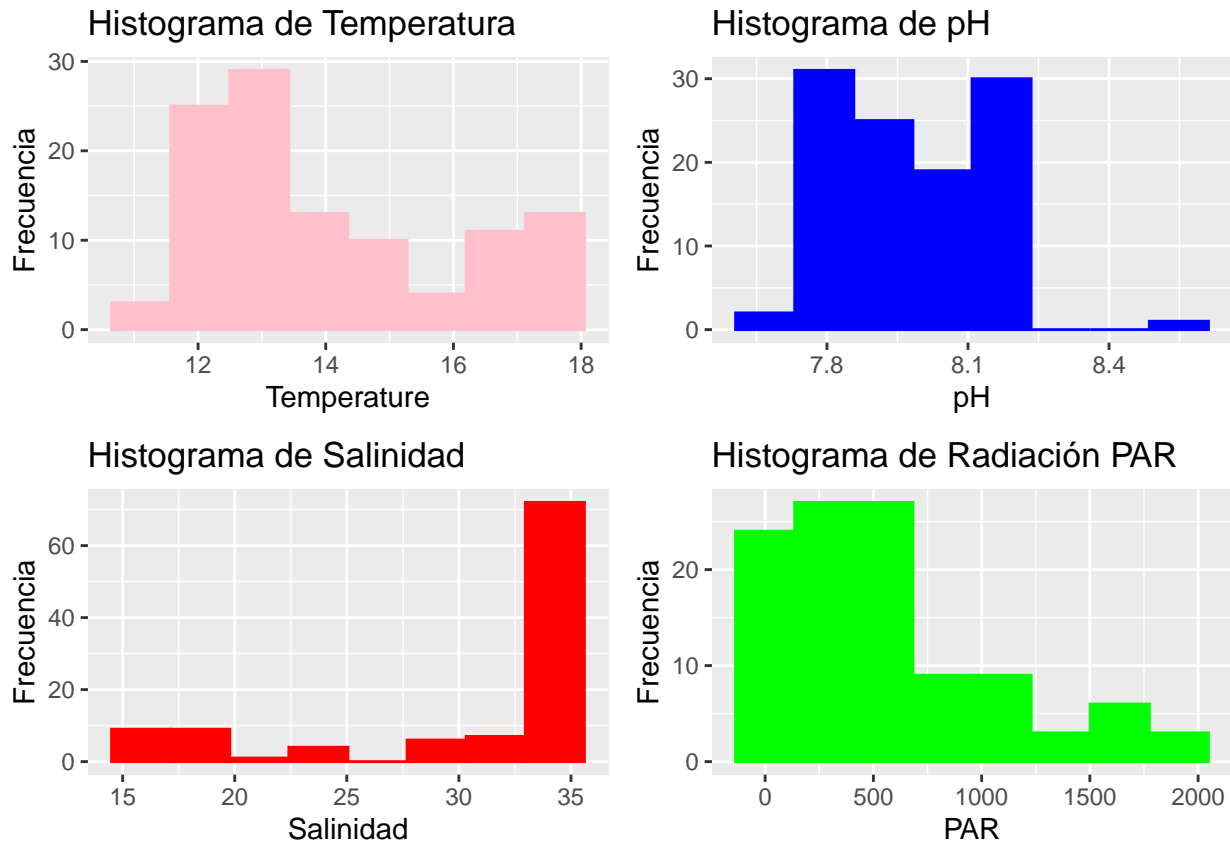 Histograma de Temperatura
30
20
10
0
Frecuencia
12 14 16 18
Temperature
Histograma de pH
30
20
10
0
Frecuencia
7.8 8.1 8.4
pH
Histograma de Salinidad
60
40
20
0
Frecuencia
15 20 25 30 35
Salinidad
Histograma de Radiación PAR
20
10
0
Frecuencia
0 500 1000 1500 2000
PAR